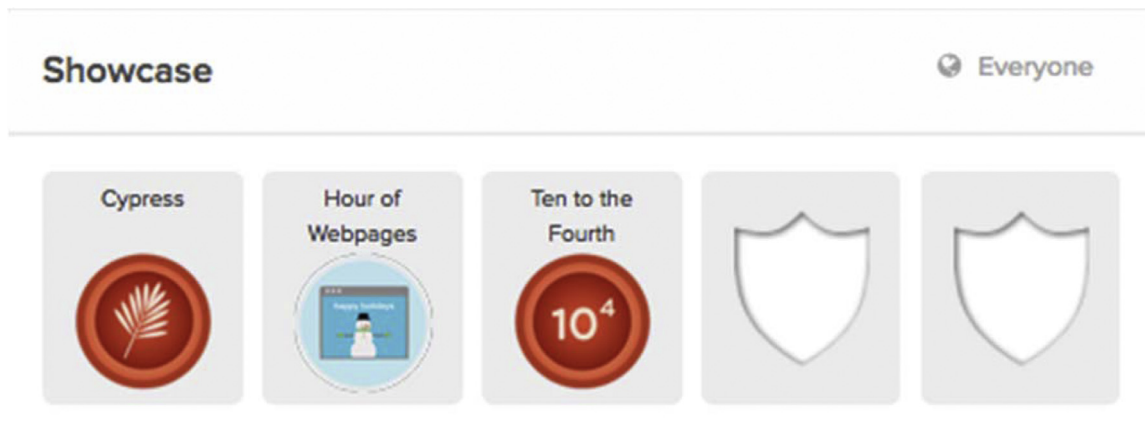 Showcase
Everyone
Cypress
Hour of
Webpages
Ten to the
Fourth
happy holidays
10⁴